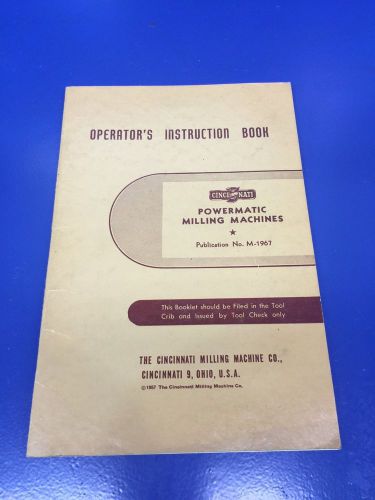 OPERATOR'S INSTRUCTION BOOK
CINCINNATI
POWERMATIC
MILLING MACHINES
★
Publication No. M-1967
This Booklet should be Filed in the Tool
Crib and Issued by Tool Check only
THE CINCINNATI MILLING MACHINE CO.,
CINCINNATI 9, OHIO, U.S.A.
©1957 The Cincinnati Milling Machine Co.